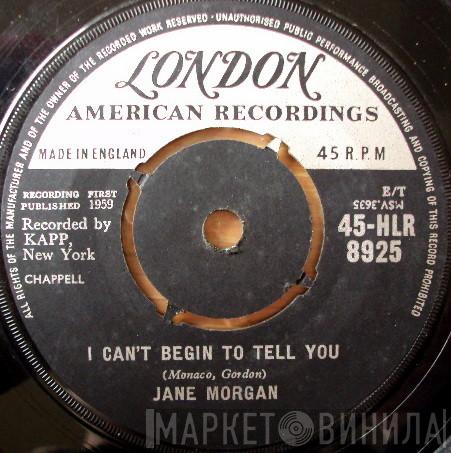 ALL RIGHTS OF THE MANUFACTURER AND OF THE OWNER OF THE RECORDED WORK RESERVED · UNAUTHORISED PUBLIC PERFORMANCE BROADCASTING AND COPYING OF THIS RECORD PROHIBITED
LONDON
AMERICAN RECORDINGS
MADE IN ENGLAND
45 R.P.M
RECORDING FIRST
PUBLISHED 1959
Recorded by
KAPP,
New York
CHAPPELL
E/T
MSV.3635
45-HLR
8925
I CAN'T BEGIN TO TELL YOU
(Monaco, Gordon)
JANE MORGAN
МАРКЕТ ВИНИЛА